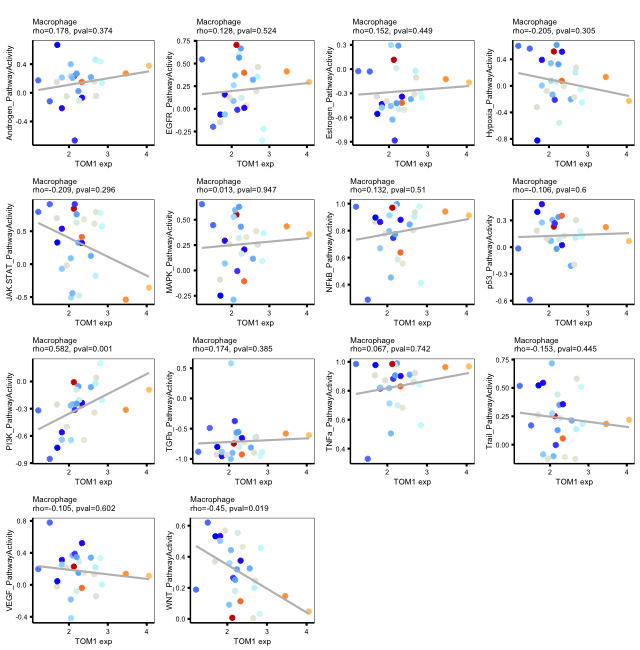 Macrophage
rho=0.178, pval=0.374
Androgen_PathwayActivity
0.4
0.0
-0.4
2
3
4
TOM1 exp
Macrophage
rho=0.128, pval=0.524
EGFR_PathwayActivity
0.75
0.50
0.25
0.00
-0.25
2
3
4
TOM1 exp
Macrophage
rho=0.152, pval=0.449
Estrogen_PathwayActivity
0.3
0.0
-0.3
-0.6
-0.9
2
3
4
TOM1 exp
Macrophage
rho=-0.205, pval=0.305
Hypoxia_PathwayActivity
0.4
0.0
-0.4
-0.8
2
3
4
TOM1 exp
Macrophage
rho=-0.209, pval=0.296
JAK.STAT_PathwayActivity
0.5
0.0
-0.5
2
3
4
TOM1 exp
Macrophage
rho=0.013, pval=0.947
MAPK_PathwayActivity
0.50
0.25
0.00
-0.25
2
3
4
TOM1 exp
Macrophage
rho=0.132, pval=0.51
NFkB_PathwayActivity
1.0
0.8
0.6
0.4
2
3
4
TOM1 exp
Macrophage
rho=-0.106, pval=0.6
p53_PathwayActivity
0.3
0.0
-0.3
-0.6
2
3
4
TOM1 exp
Macrophage
rho=0.582, pval=0.001
PI3K_PathwayActivity
0.0
-0.3
-0.6
-0.9
2
3
4
TOM1 exp
Macrophage
rho=0.174, pval=0.385
TGFb_PathwayActivity
0.5
0.0
-0.5
-1.0
2
3
4
TOM1 exp
Macrophage
rho=0.067, pval=0.742
TNFa_PathwayActivity
1.0
0.8
0.6
0.4
2
3
4
TOM1 exp
Macrophage
rho=-0.153, pval=0.445
Trail_PathwayActivity
0.75
0.50
0.25
0.00
2
3
4
TOM1 exp
Macrophage
rho=-0.105, pval=0.602
VEGF_PathwayActivity
0.8
0.4
0.0
-0.4
2
3
4
TOM1 exp
Macrophage
rho=-0.45, pval=0.019
WNT_PathwayActivity
0.6
0.4
0.2
0.0
2
3
4
TOM1 exp